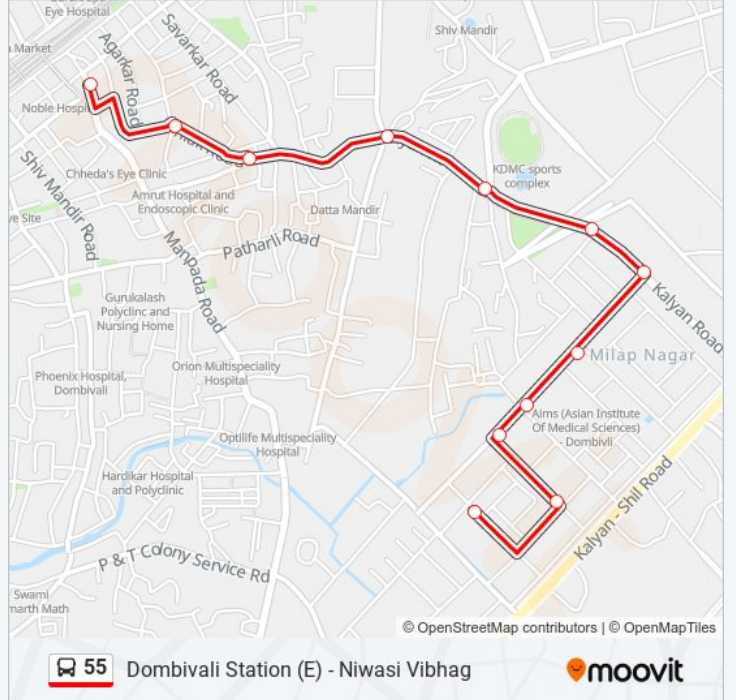 Eye Hospital
Market
Agarkar Road
Savarkar Road
Shiv Mandir
Noble Hospi
Shiv Mandir Road
Chheda's Eye Clinic
Amrut Hospital and
Endoscopic Clinic
KDMC sports
complex
Datta Mandir
ye Site
Patharli Road
Manpada Road
Gurukalash
Polyclinc and
Nursing Home
Kalyan Road
Milap Nagar
Orion Multispeciality
Hospital
Phoenix Hospital,
Dombivali
Aims (Asian Institute
Of Medical Sciences)
- Dombivli
Optilife Multispeciality
Hospital
Hardikar Hospital
and Polyclinic
Kalyan - Shil Road
P & T Colony Service Rd
Swami
marth Math
© OpenStreetMap contributors | © OpenMapTiles
55 Dombivali Station (E) - Niwasi Vibhag
moovit